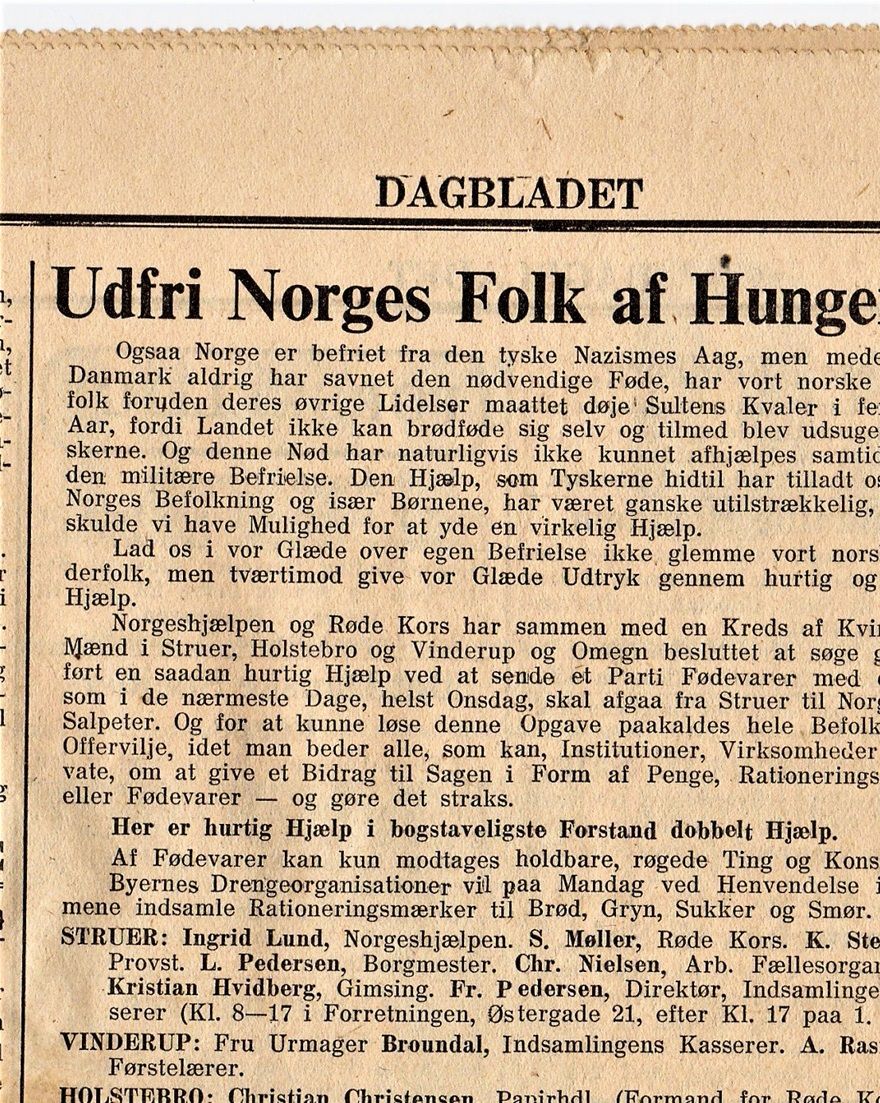 DAGBLADET
Udfri Norges Folk af Hunge
Ogsaa Norge er befriet fra den tyske Nazismes Aag, men mede
Danmark aldrig har savnet den nødvendige Føde, har vort norske
folk foruden deres øvrige Lidelser maattet døje Sultens Kvaler i fe
Aar, fordi Landet ikke kan brødføde sig selv og tilmed blev udsuge
skerne. Og denne Nød har naturligvis ikke kunnet afhjælpes samtid
den militære Befrielse. Den Hjælp, som Tyskerne hidtil har tilladt os
Norges Befolkning og især Børnene, har været ganske utilstrækkelig,
skulde vi have Mulighed for at yde en virkelig Hjælp.
Lad os i vor Glæde over egen Befrielse ikke glemme vort nors
derfolk, men tværtimod give vor Glæde Udtryk gennem hurtig og
Hjælp.
Norgeshjælpen og Røde Kors har sammen med en Kreds af Kvi
Mænd i Struer, Holstebro og Vinderup og Omegn besluttet at søge g
ført en saadan hurtig Hjælp ved at sende et Parti Fødevarer med
som i de nærmeste Dage, helst Onsdag, skal afgaa fra Struer til Norg
Salpeter. Og for at kunne løse denne Opgave paakaldes hele Befolk
Offervilje, idet man beder alle, som kan, Institutioner, Virksomheder
vate, om at give et Bidrag til Sagen i Form af Penge, Rationerings
eller Fødevarer — og gøre det straks.
Her er hurtig Hjælp i bogstaveligste Forstand dobbelt Hjælp.
Af Fødevarer kan kun modtages holdbare, røgede Ting og Kons
Byernes Drengeorganisationer vil paa Mandag ved Henvendelse i
mene indsamle Rationeringsmærker til Brød, Gryn, Sukker og Smør.
STRUER: Ingrid Lund, Norgeshjælpen. S. Møller, Røde Kors. K. Ste
Provst. L. Pedersen, Borgmester. Chr. Nielsen, Arb. Fællesorga
Kristian Hvidberg, Gimsing. Fr. Pedersen, Direktør, Indsamlinge
serer (Kl. 8—17 i Forretningen, Østergade 21, efter Kl. 17 paa 1.
VINDERUP: Fru Urmager Broundal, Indsamlingens Kasserer. A. Ras
Førstelærer.
HOLSTEBRO: Christian Christensen, Papirhdl. (Formand for Røde Ko